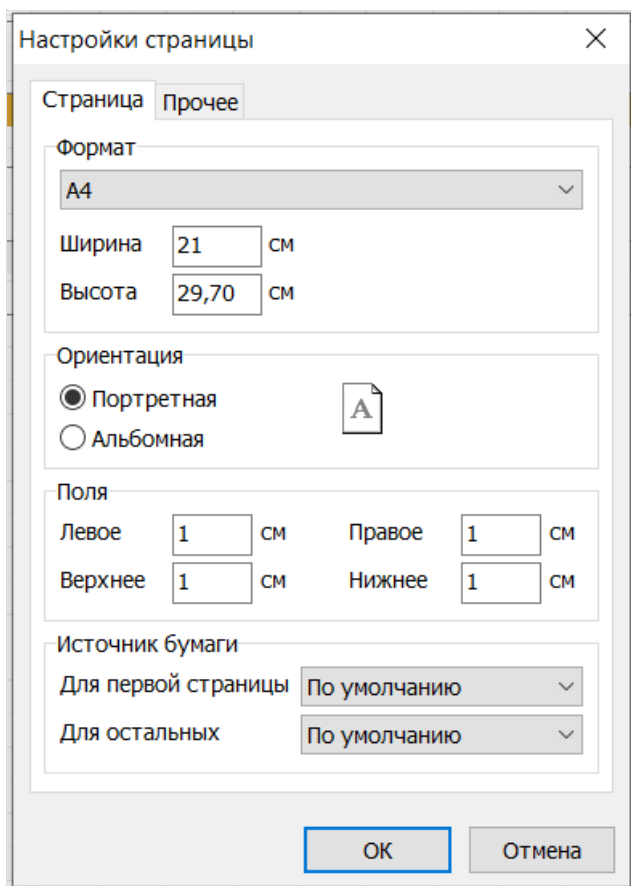 Настройки страницы
Страница Прочее
Формат
A4
Ширина 21 см
Высота 29,70 см
Ориентация
Портретная
A
Альбомная
Поля
Левое 1 см Правое 1 см
Верхнее 1 см Нижнее 1 см
Источник бумаги
Для первой страницы По умолчанию
Для остальных По умолчанию
ОК Отмена